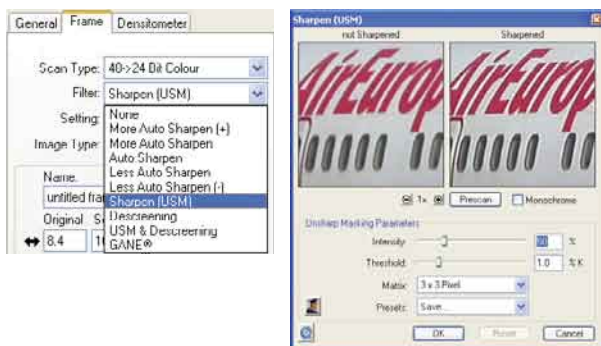 General Frame Densitometer
Scan Type: 48->24 Bit Colour
Filter: Sharpen (USM)
Setting:
Image Type:
None
More Auto Sharpen (+)
More Auto Sharpen
Auto Sharpen
Less Auto Sharpen
Less Auto Sharpen (-)
Sharpen (USM)
Descreening
USM & Descreening
GANE®
Name:
untitled fra
Original
8.4
Sharpen (USM)
not Sharpened Sharpened
AirEurop AirEurop
1x Prescan Monochrome
Unsharp Masking Parameters
Intensity %
Threshold 1.0 % K
Matrix 3 x 3 Pixel
Presets: Save...
OK Reset Cancel